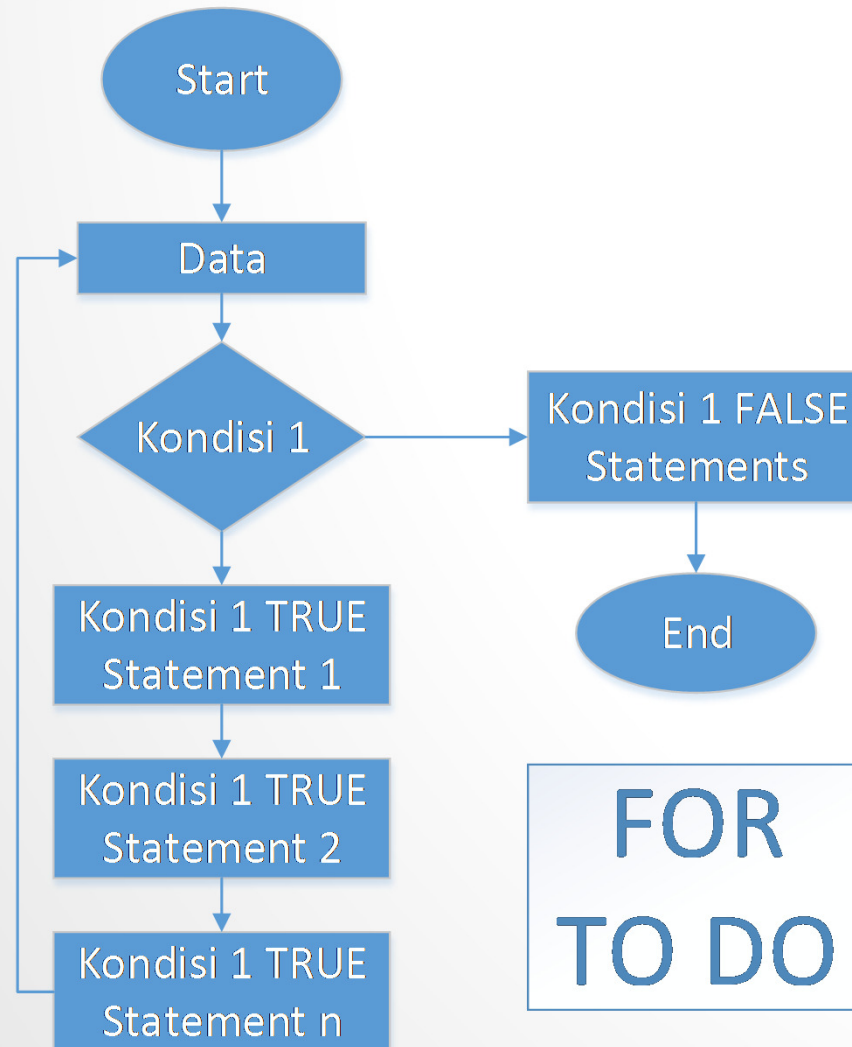 Start
Data
Kondisi 1
Kondisi 1 FALSE
Statements
End
Kondisi 1 TRUE
Statement 1
Kondisi 1 TRUE
Statement 2
Kondisi 1 TRUE
Statement n
FOR
TO DO